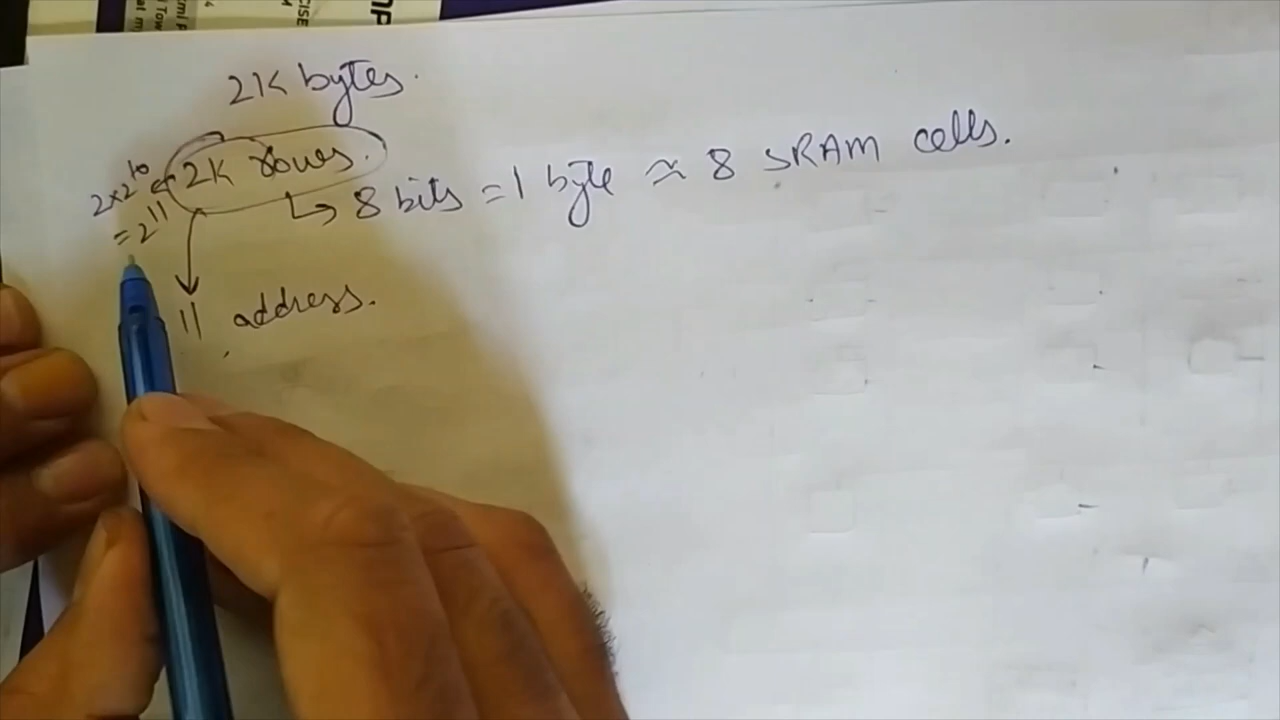 2K bytes.
2×2^10 ← 2K rows.
= 2^11
↳ 8 bits = 1 byte ≈ 8 SRAM cells.
11 address.